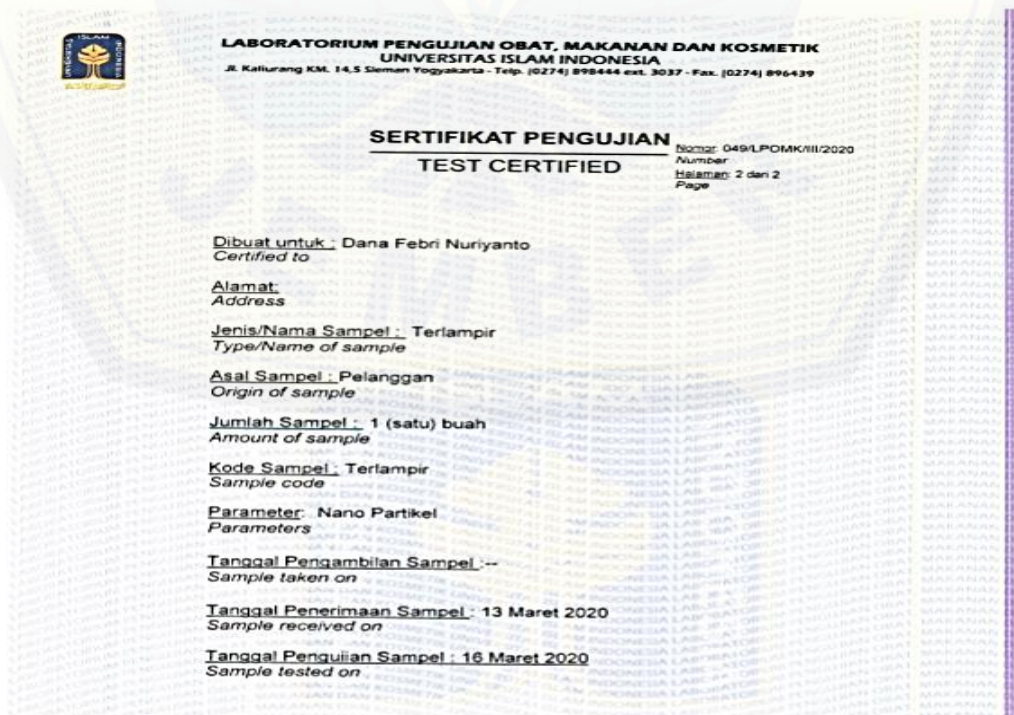 ISLAM
INDONESIA
LABORATORIUM PENGUJIAN OBAT, MAKANAN DAN KOSMETIK
UNIVERSITAS ISLAM INDONESIA
Jl. Kaliurang KM. 14,5 Sleman Yogyakarta - Telp. (0274) 898444 ext. 3037 - Fax. (0274) 896439
SERTIFIKAT PENGUJIAN
TEST CERTIFIED
Nomor: 049/LPOMK/III/2020
Number
Halaman: 2 dari 2
Page
Dibuat untuk : Dana Febri Nuriyanto
Certified to
Alamat:
Address
Jenis/Nama Sampel : Terlampir
Type/Name of sample
Asal Sampel : Pelanggan
Origin of sample
Jumlah Sampel : 1 (satu) buah
Amount of sample
Kode Sampel : Terlampir
Sample code
Parameter: Nano Partikel
Parameters
Tanggal Pengambilan Sampel :--
Sample taken on
Tanggal Penerimaan Sampel : 13 Maret 2020
Sample received on
Tanggal Pengujian Sampel : 16 Maret 2020
Sample tested on